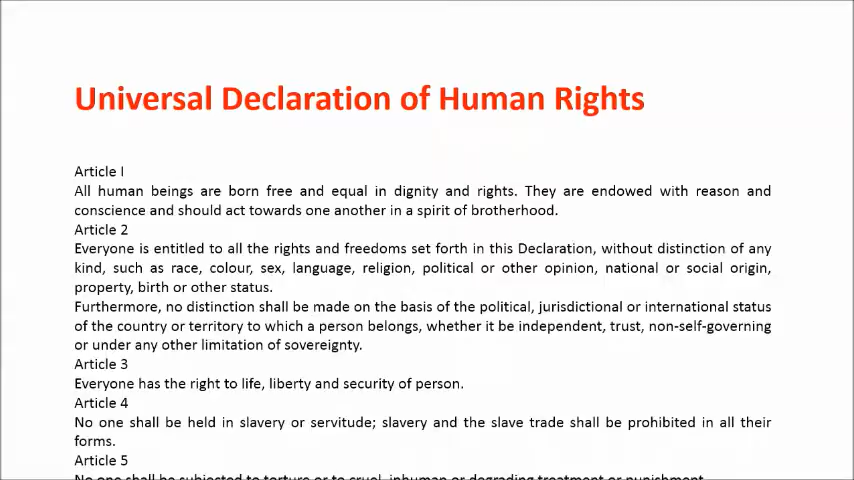 Universal Declaration of Human Rights
Article I
All human beings are born free and equal in dignity and rights. They are endowed with reason and
conscience and should act towards one another in a spirit of brotherhood.
Article 2
Everyone is entitled to all the rights and freedoms set forth in this Declaration, without distinction of any
kind, such as race, colour, sex, language, religion, political or other opinion, national or social origin,
property, birth or other status.
Furthermore, no distinction shall be made on the basis of the political, jurisdictional or international status
of the country or territory to which a person belongs, whether it be independent, trust, non-self-governing
or under any other limitation of sovereignty.
Article 3
Everyone has the right to life, liberty and security of person.
Article 4
No one shall be held in slavery or servitude; slavery and the slave trade shall be prohibited in all their
forms.
Article 5
No one shall be subjected to torture or to cruel, inhuman or degrading treatment or punishment.